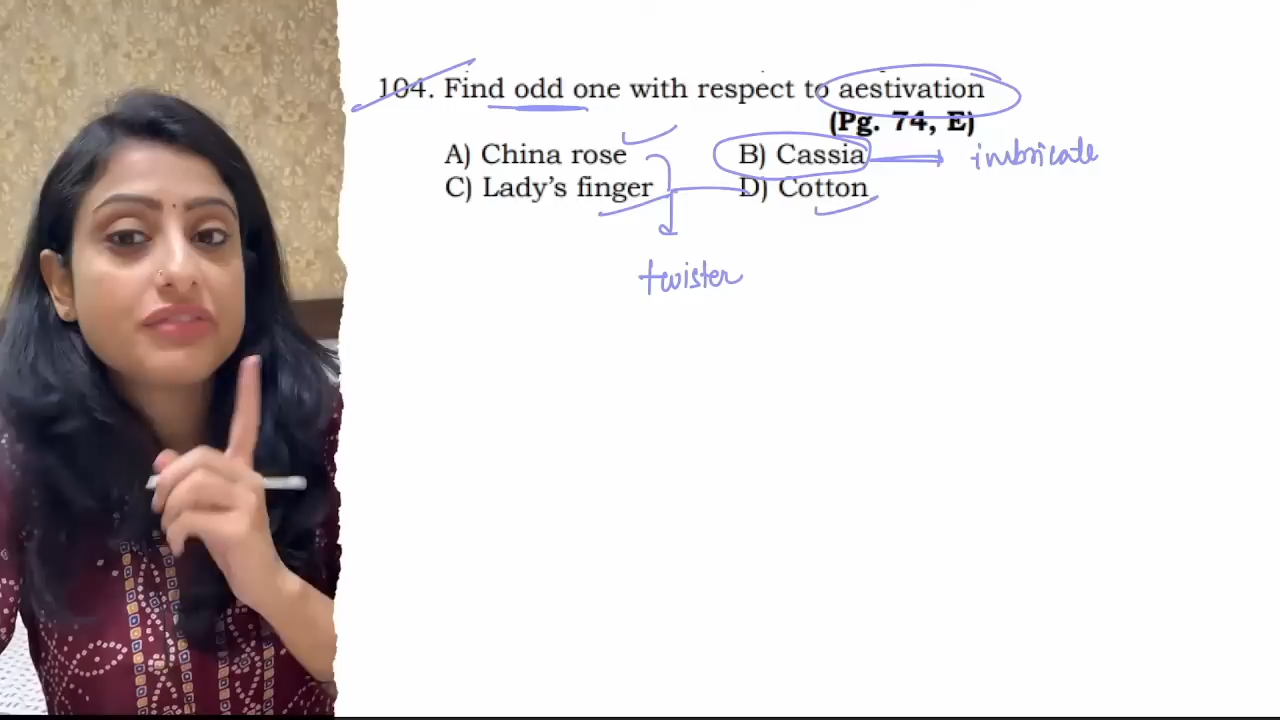 104. Find odd one with respect to aestivation
(Pg. 74, E)
A) China rose B) Cassia imbricate
C) Lady's finger D) Cotton
twister